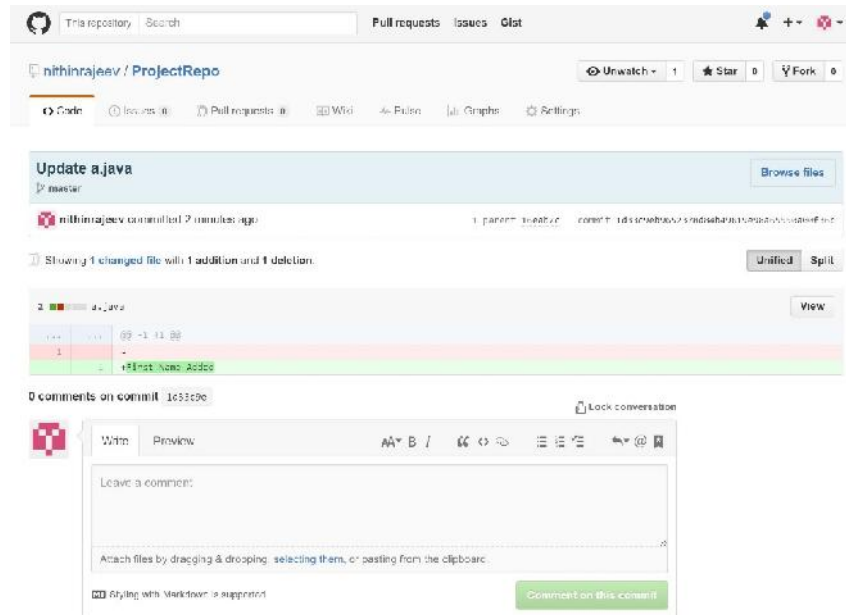 This repository Search Pull requests Issues Gist
nithinrajeev / ProjectRepo Unwatch 1 Star 0 Fork 0
Code Issues 0 Pull requests 0 Wiki Pulse Graphs Settings
Update a.java Browse files
master
nithinrajeev committed 2 minutes ago 1 parent commit
Showing 1 changed file with 1 addition and 1 deletion. Unified Split
2 a.java View
... ... @@ -1 +1 @@
1 -
1 +First Name Added
0 comments on commit 1d53c9e
Lock conversation
Write Preview AA B I @
Leave a comment
Attach files by dragging & dropping, selecting them, or pasting from the clipboard.
Styling with Markdown is supported Comment on this commit